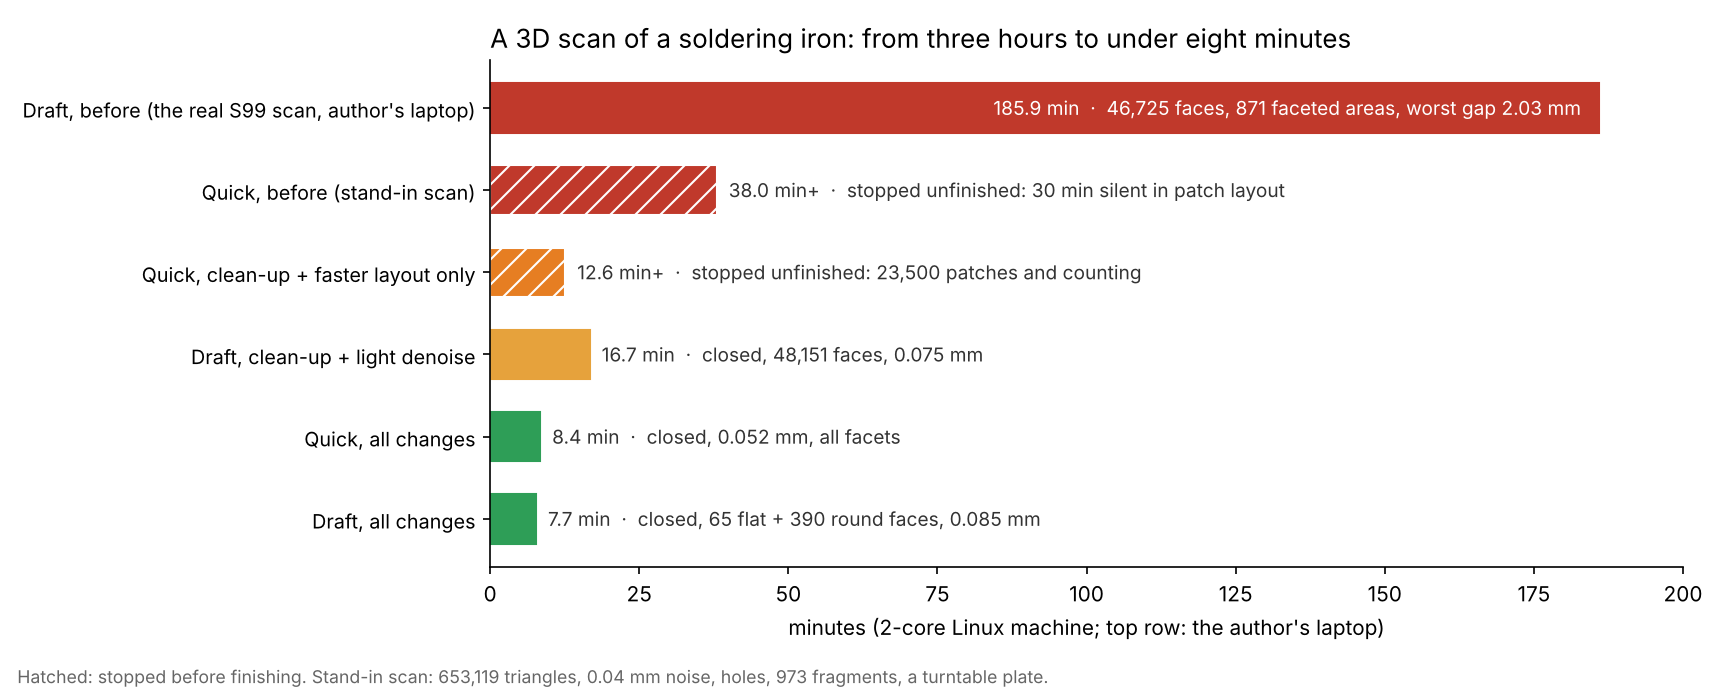 A 3D scan of a soldering iron: from three hours to under eight minutes
Draft, before (the real S99 scan, author's laptop)
185.9 min · 46,725 faces, 871 faceted areas, worst gap 2.03 mm
Quick, before (stand-in scan)
38.0 min+ · stopped unfinished: 30 min silent in patch layout
Quick, clean-up + faster layout only
12.6 min+ · stopped unfinished: 23,500 patches and counting
Draft, clean-up + light denoise
16.7 min · closed, 48,151 faces, 0.075 mm
Quick, all changes
8.4 min · closed, 0.052 mm, all facets
Draft, all changes
7.7 min · closed, 65 flat + 390 round faces, 0.085 mm
0 25 50 75 100 125 150 175 200
minutes (2-core Linux machine; top row: the author's laptop)
Hatched: stopped before finishing. Stand-in scan: 653,119 triangles, 0.04 mm noise, holes, 973 fragments, a turntable plate.